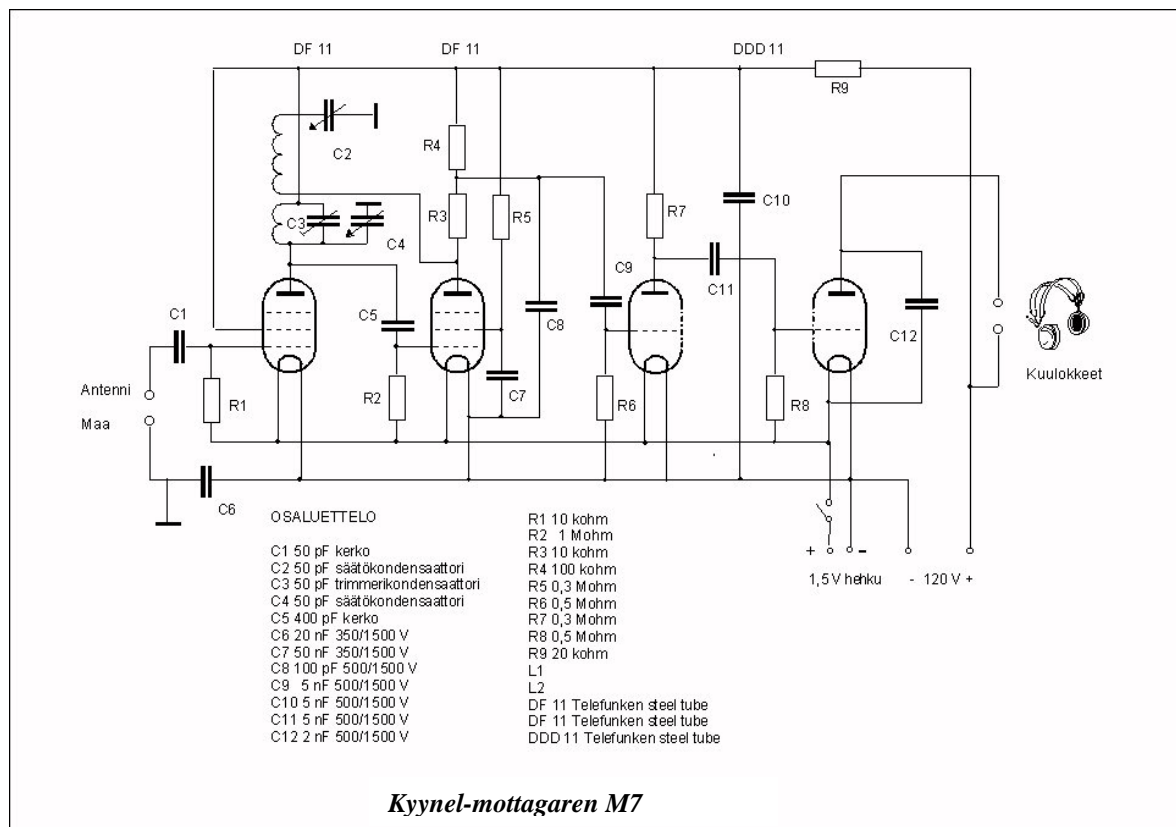 DF 11
DF 11
DDD 11
R9
C2
R4
C3
C4
R3
R5
R7
C10
C1
C5
C9
C11
C8
C12
Kuulokkeet
Antenni
Maa
R1
R2
C7
R6
R8
C6
+ -
1,5 V hehku
- 120 V +
OSALUETTELO
C1 50 pF kerko
C2 50 pF säätökondensaattori
C3 50 pF trimmerikondensaattori
C4 50 pF säätökondensaattori
C5 400 pF kerko
C6 20 nF 350/1500 V
C7 50 nF 350/1500 V
C8 100 pF 500/1500 V
C9 5 nF 500/1500 V
C10 5 nF 500/1500 V
C11 5 nF 500/1500 V
C12 2 nF 500/1500 V
R1 10 kohm
R2 1 Mohm
R3 10 kohm
R4 100 kohm
R5 0,3 Mohm
R6 0,5 Mohm
R7 0,3 Mohm
R8 0,5 Mohm
R9 20 kohm
L1
L2
DF 11 Telefunken steel tube
DF 11 Telefunken steel tube
DDD 11 Telefunken steel tube
Kyynel-mottagaren M7